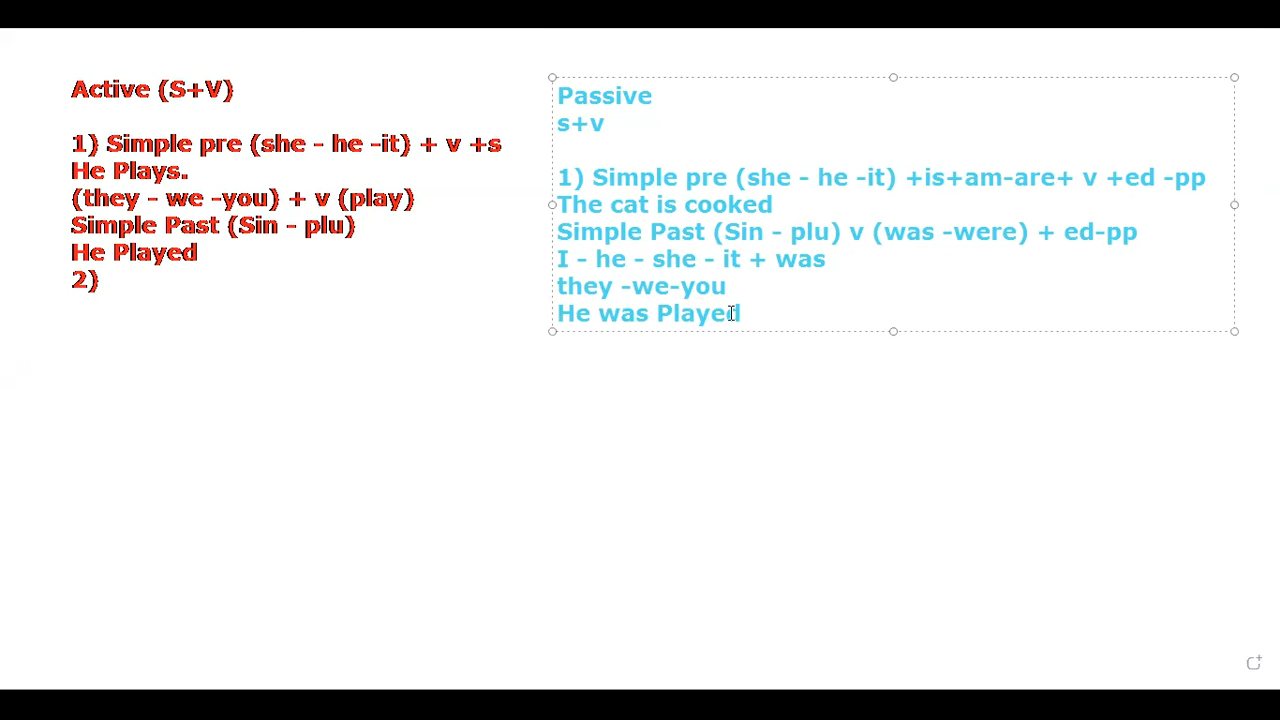 Active (S+V)
1) Simple pre (she - he -it) + v +s
He Plays.
(they - we -you) + v (play)
Simple Past (Sin - plu)
He Played
2)
Passive
s+v
1) Simple pre (she - he -it) +is+am-are+ v +ed -pp
The cat is cooked
Simple Past (Sin - plu) v (was -were) + ed-pp
I - he - she - it + was
they -we-you
He was Played